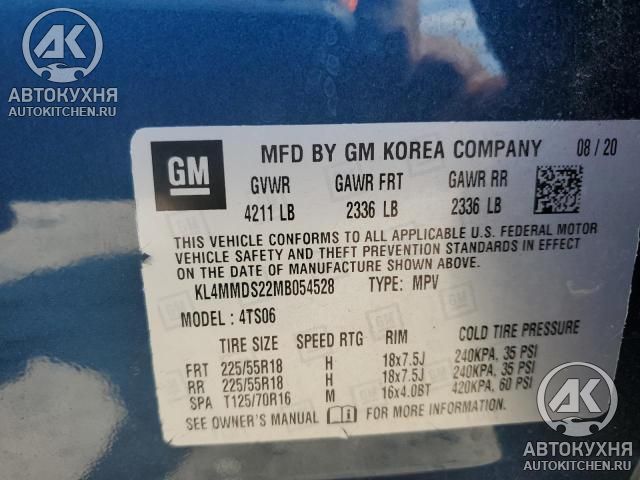 АВТОКУХНЯ
AUTOKITCHEN.RU
GM
MFD BY GM KOREA COMPANY 08 / 20
GVWR GAWR FRT GAWR RR
4211 LB 2336 LB 2336 LB
THIS VEHICLE CONFORMS TO ALL APPLICABLE U.S. FEDERAL MOTOR
VEHICLE SAFETY AND THEFT PREVENTION STANDARDS IN EFFECT
ON THE DATE OF MANUFACTURE SHOWN ABOVE.
KL4MMDS22MB054528 TYPE: MPV
MODEL : 4TS06
TIRE SIZE SPEED RTG RIM COLD TIRE PRESSURE
FRT 225/55R18 H 18x7.5J 240KPA, 35 PSI
RR 225/55R18 H 18x7.5J 240KPA, 35 PSI
SPA T125/70R16 M 16x4.0BT 420KPA, 60 PSI
SEE OWNER'S MANUAL FOR MORE INFORMATION
АВТОКУХНЯ
AUTOKITCHEN.RU